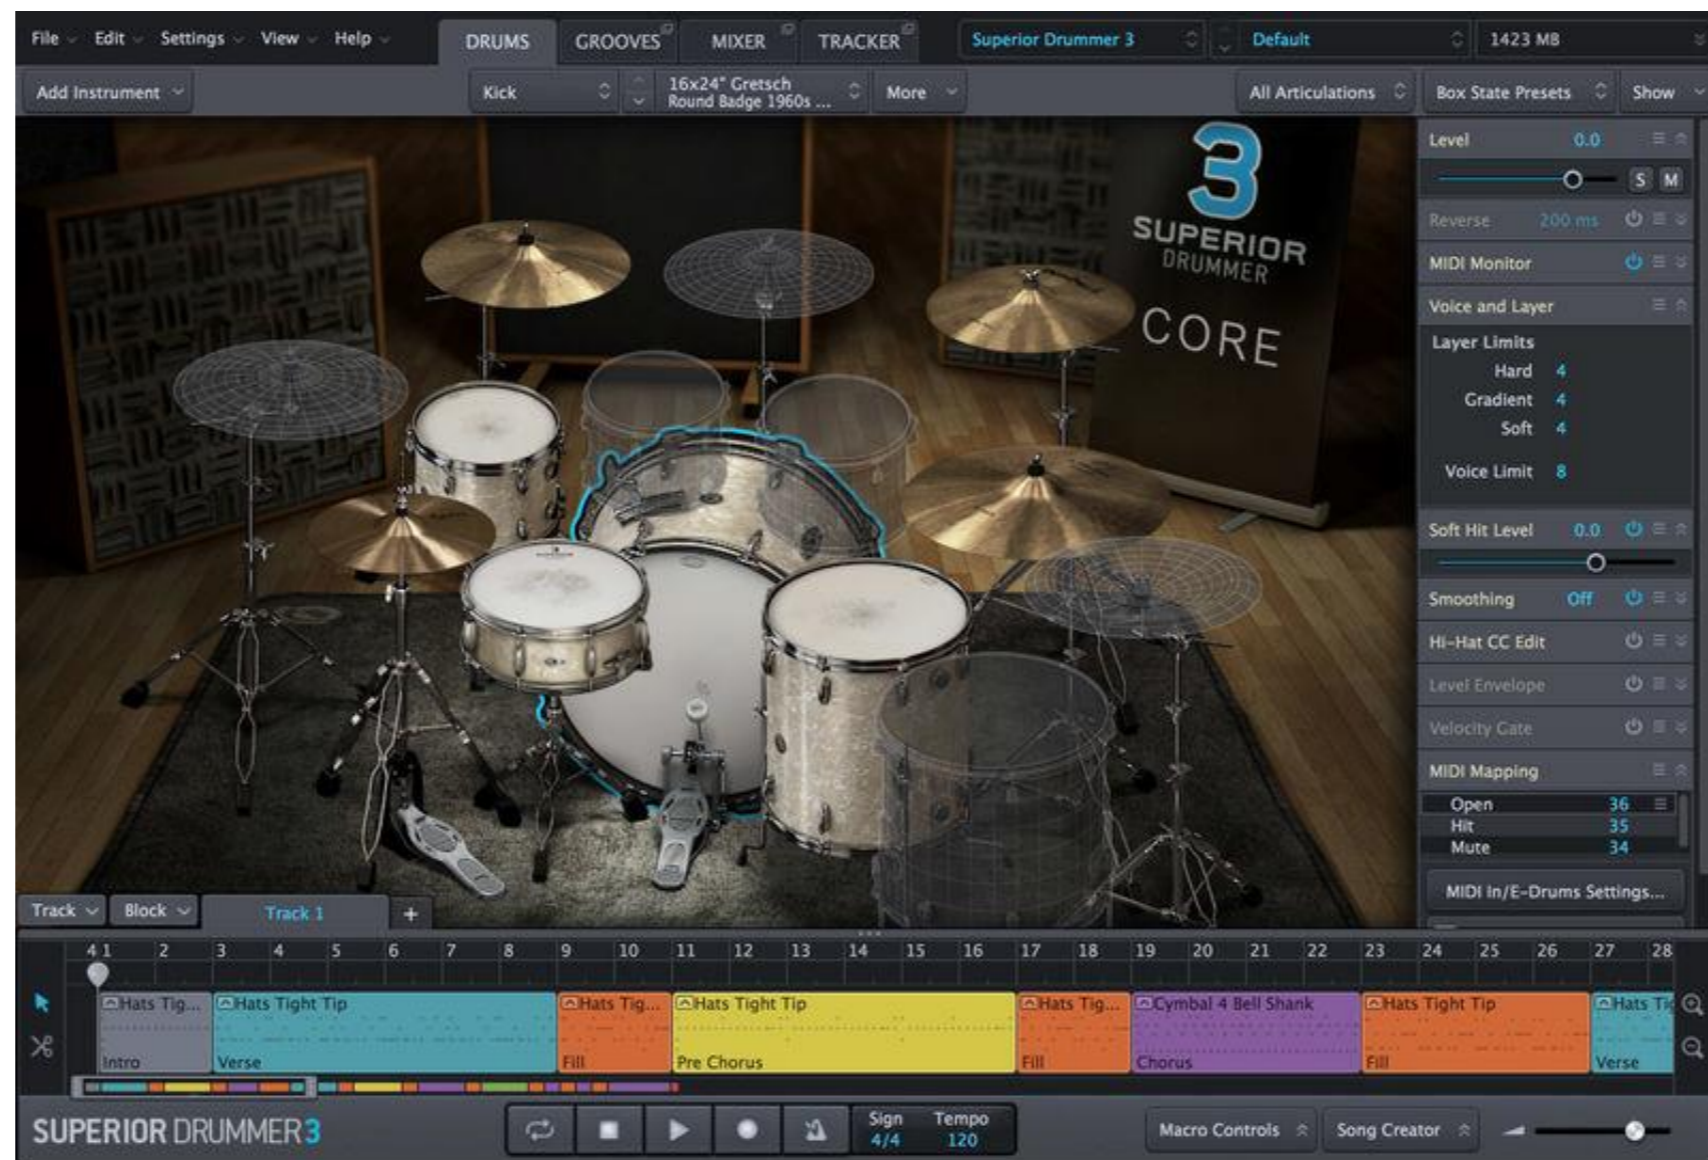 File Edit Settings View Help
DRUMS GROOVES MIXER TRACKER
Superior Drummer 3 Default 1423 MB
Add Instrument Kick
16x24" Gretsch
Round Badge 1960s ...
More
All Articulations Box State Presets Show
3
SUPERIOR
DRUMMER
CORE
Level 0.0
S M
Reverse 200 ms
MIDI Monitor
Voice and Layer
Layer Limits
Hard 4
Gradient 4
Soft 4
Voice Limit 8
Soft Hit Level 0.0
Smoothing Off
Hi-Hat CC Edit
Level Envelope
Velocity Gate
MIDI Mapping
Open 36
Hit 35
Mute 34
MIDI In/E-Drums Settings...
Track Block Track 1 +
4 1 2 3 4 5 6 7 8 9 10 11 12 13 14 15 16 17 18 19 20 21 22 23 24 25 26 27 28
Hats Tig... Hats Tight Tip Hats Tig... Hats Tight Tip Hats Tig... Cymbal 4 Bell Shank Hats Tight Tip Hats Tig
Intro Verse Fill Pre Chorus Fill Chorus Fill Verse
SUPERIOR DRUMMER 3
Sign Tempo
4/4 120
Macro Controls Song Creator